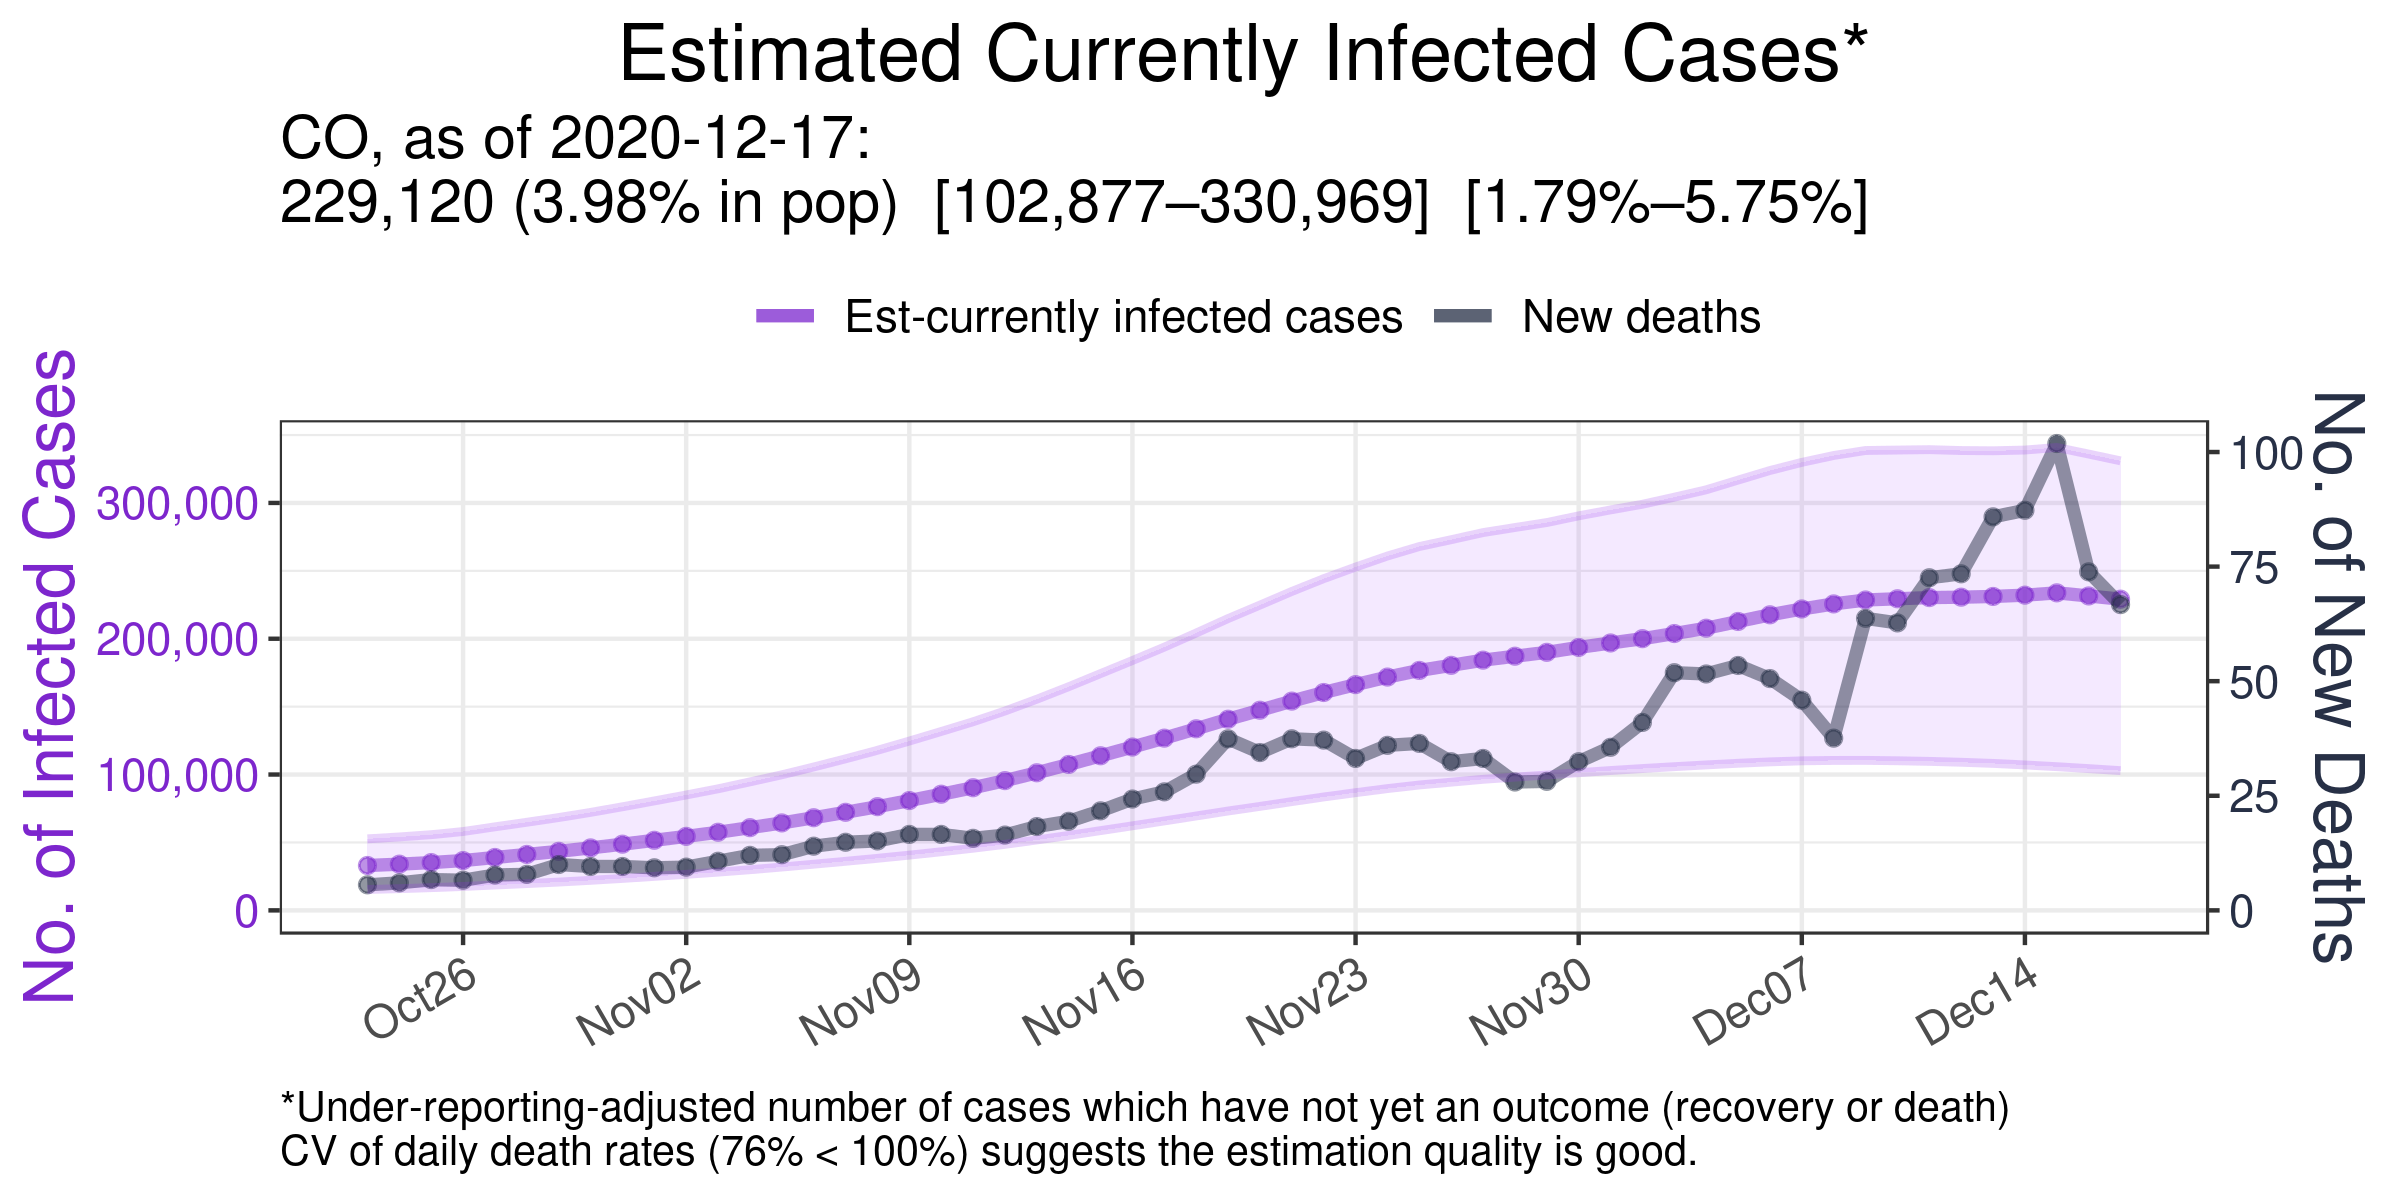 Estimated Currently Infected Cases*
CO, as of 2020-12-17:
229,120 (3.98% in pop) [102,877–330,969] [1.79%–5.75%]
Est-currently infected cases
New deaths
No. of Infected Cases
300,000
200,000
100,000
0
100
75
50
25
0
No. of New Deaths
Oct26
Nov02
Nov09
Nov16
Nov23
Nov30
Dec07
Dec14
*Under-reporting-adjusted number of cases which have not yet an outcome (recovery or death)
CV of daily death rates (76% < 100%) suggests the estimation quality is good.